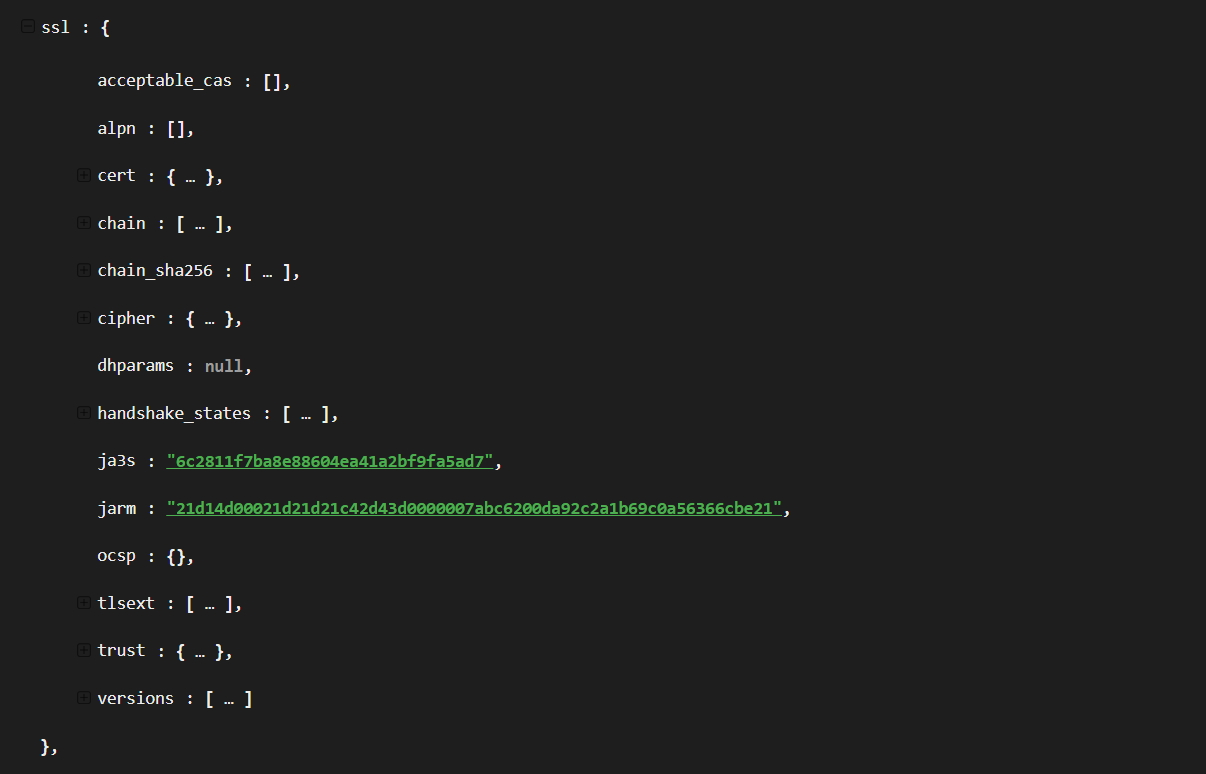 ssl : {
acceptable_cas : [],
alpn : [],
cert : { … },
chain : [ … ],
chain_sha256 : [ … ],
cipher : { … },
dhparams : null,
handshake_states : [ … ],
ja3s : "6c2811f7ba8e88604ea41a2bf9fa5ad7",
jarm : "21d14d00021d21d21c42d43d0000007abc6200da92c2a1b69c0a56366cbe21",
ocsp : {},
tlsext : [ … ],
trust : { … },
versions : [ … ]
},